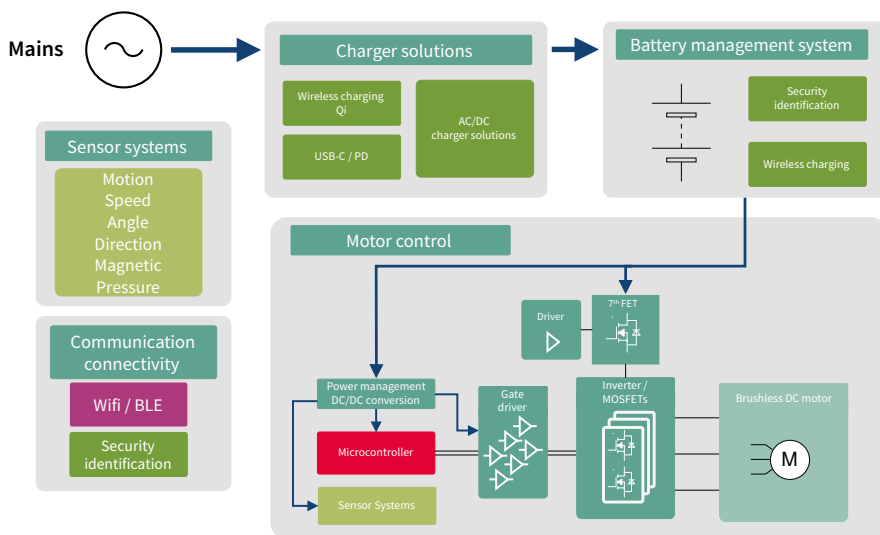 Mains
Charger solutions
Wireless charging
Qi
USB-C / PD
AC/DC
charger solutions
Battery management system
Security
identification
Wireless charging
Sensor systems
Motion
Speed
Angle
Direction
Magnetic
Pressure
Communication
connectivity
Wifi / BLE
Security
identification
Motor control
Driver
7th FET
Power management
DC/DC conversion
Microcontroller
Sensor Systems
Gate
driver
Inverter /
MOSFETs
Brushless DC motor
M